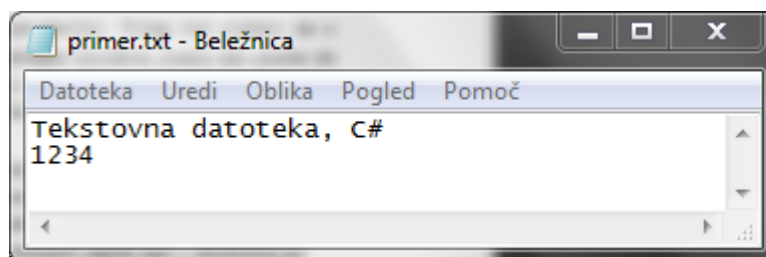 primer.txt - Beležnica
Datoteka Uredi Oblika Pogled Pomoč
Tekstovna datoteka, C#
1234